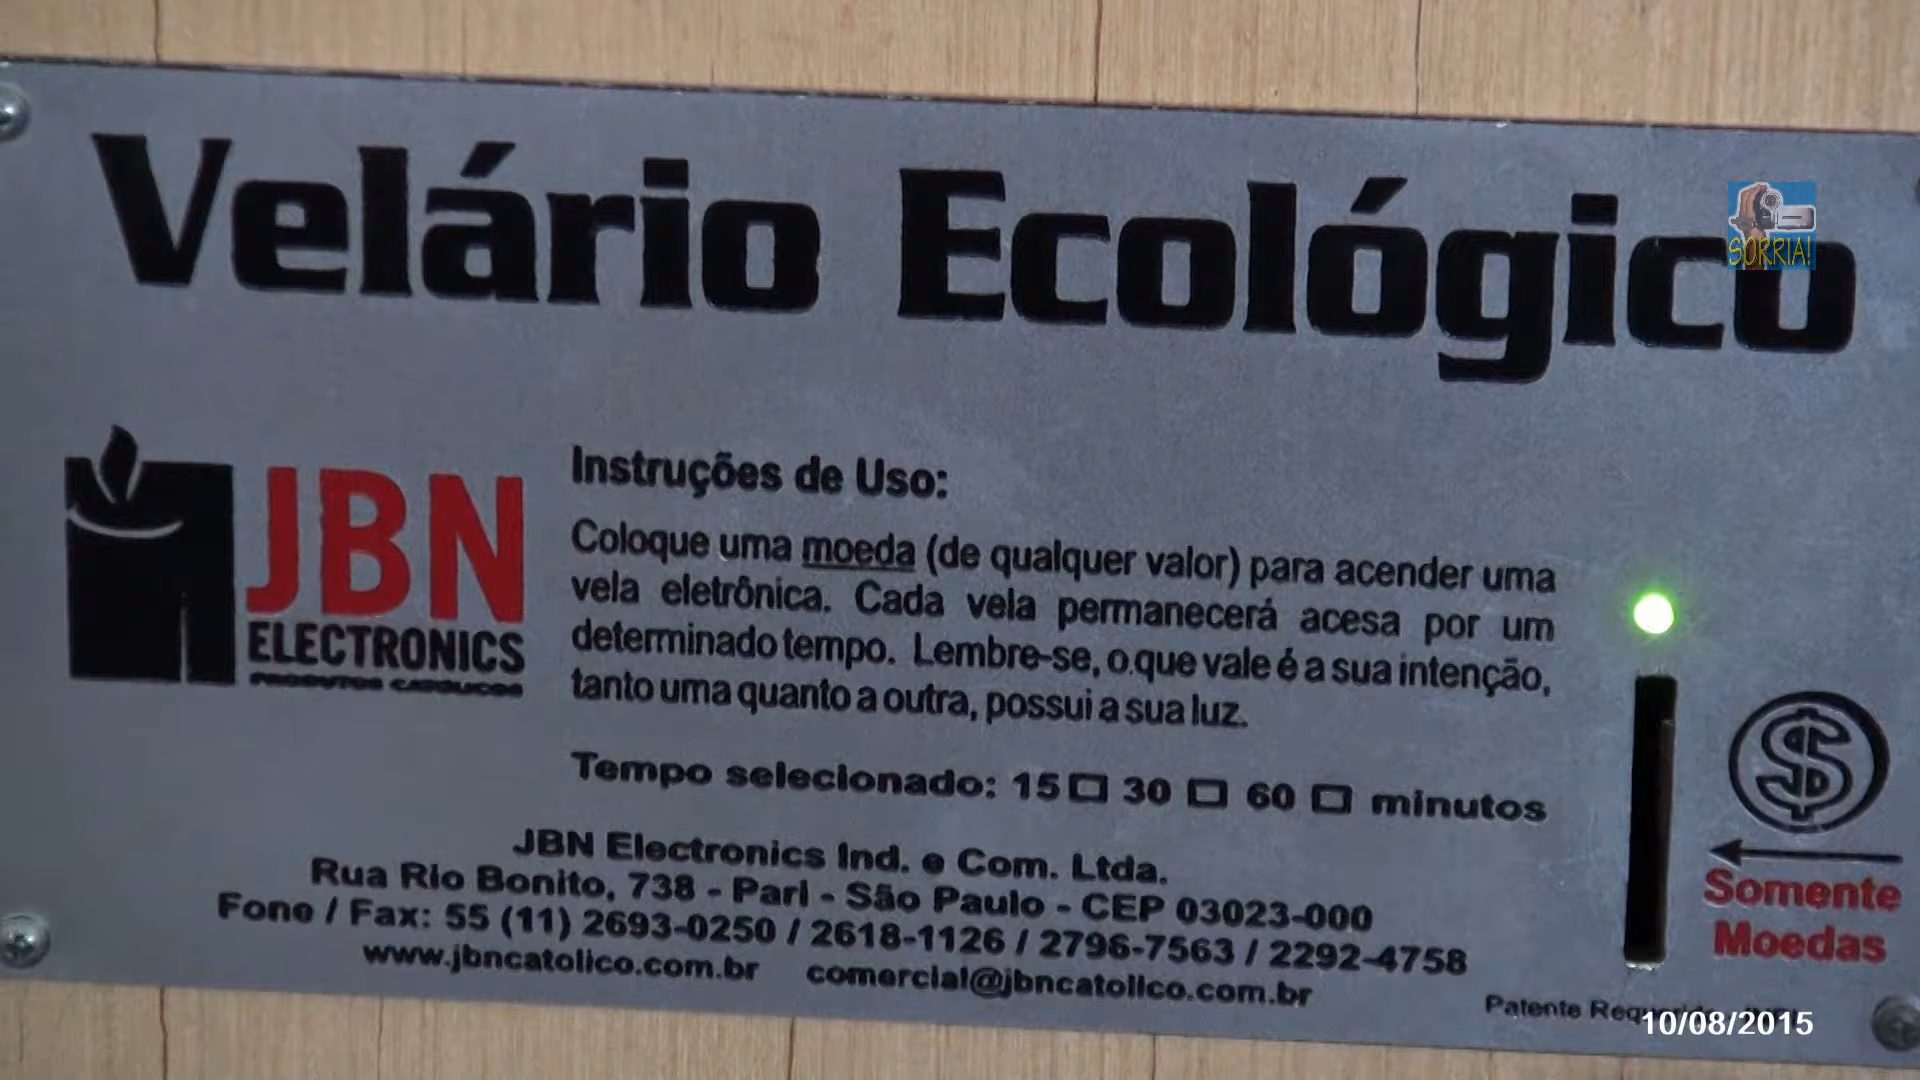 Velário Ecológico
SORRIA!
JBN
ELECTRONICS
PRODUTOS CATÓLICOS
Instruções de Uso:
Coloque uma moeda (de qualquer valor) para acender uma
vela eletrônica. Cada vela permanecerá acesa por um
determinado tempo. Lembre-se, o que vale é a sua intenção,
tanto uma quanto a outra, possui a sua luz.
Tempo selecionado: 15 □ 30 □ 60 □ minutos
JBN Electronics Ind. e Com. Ltda.
Rua Rio Bonito, 738 - Pari - São Paulo - CEP 03023-000
Fone / Fax: 55 (11) 2693-0250 / 2618-1126 / 2796-7563 / 2292-4758
www.jbncatolico.com.br comercial@jbncatolico.com.br
$
Somente
Moedas
Patente
10/08/2015